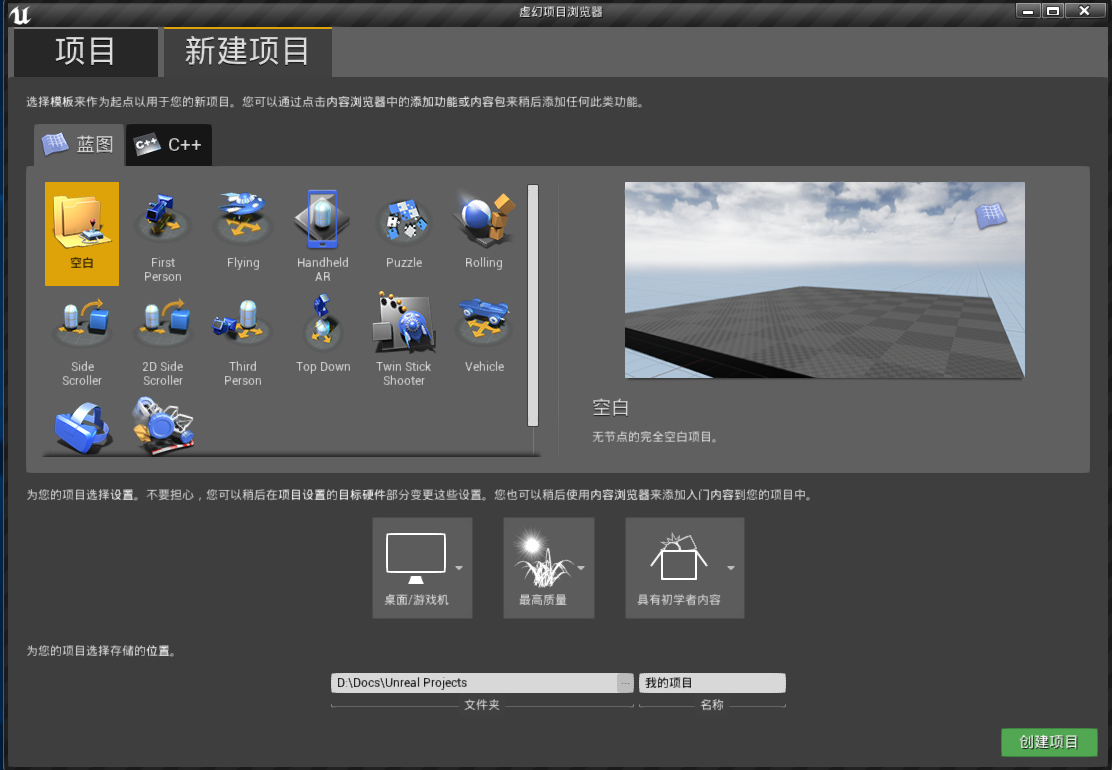 虚幻项目浏览器
项目
新建项目
选择模板来作为起点以用于您的新项目。您可以通过点击内容浏览器中的添加功能或内容包来稍后添加任何此类功能。
蓝图
C++
C++
空白
First
Person
Flying
Handheld
AR
Puzzle
Rolling
Side
Scroller
2D Side
Scroller
Third
Person
Top Down
Twin Stick
Shooter
Vehicle
空白
无节点的完全空白项目。
为您的项目选择设置。不要担心，您可以稍后在项目设置的目标硬件部分变更这些设置。您也可以稍后使用内容浏览器来添加入门内容到您的项目中。
桌面/游戏机
最高质量
具有初学者内容
为您的项目选择存储的位置。
D:\Docs\Unreal Projects
...
我的项目
文件夹
名称
创建项目